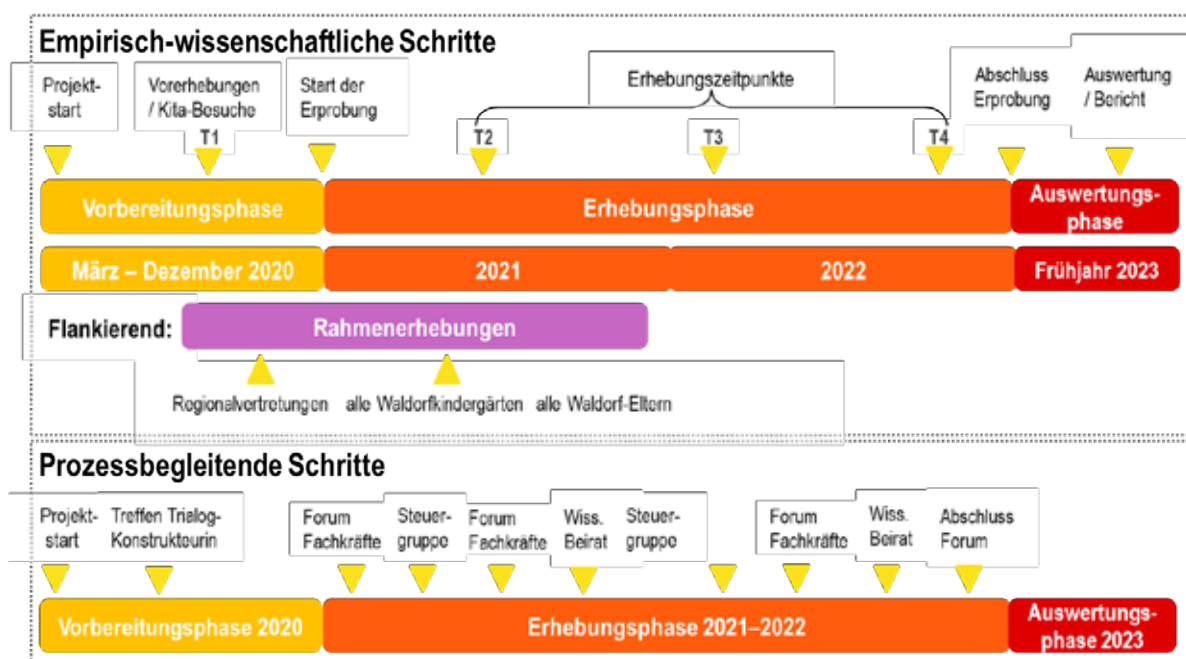 Empirisch-wissenschaftliche Schritte
Projekt-
start
Vorerhebungen
/ Kita-Besuche
T1
Start der
Erprobung
Erhebungszeitpunkte
T2
T3
T4
Abschluss
Erprobung
Auswertung
/ Bericht
Vorbereitungsphase
Erhebungsphase
Auswertungs-
phase
März – Dezember 2020
2021
2022
Frühjahr 2023
Flankierend:
Rahmenerhebungen
Regionalvertretungen
alle Waldorfkindergärten
alle Waldorf-Eltern
Prozessbegleitende Schritte
Projekt-
start
Treffen Trialog-
Konstrukteurin
Forum
Fachkräfte
Steuer-
gruppe
Forum
Fachkräfte
Wiss.
Beirat
Steuer-
gruppe
Forum
Fachkräfte
Wiss.
Beirat
Abschluss
Forum
Vorbereitungsphase 2020
Erhebungsphase 2021–2022
Auswertungs-
phase 2023